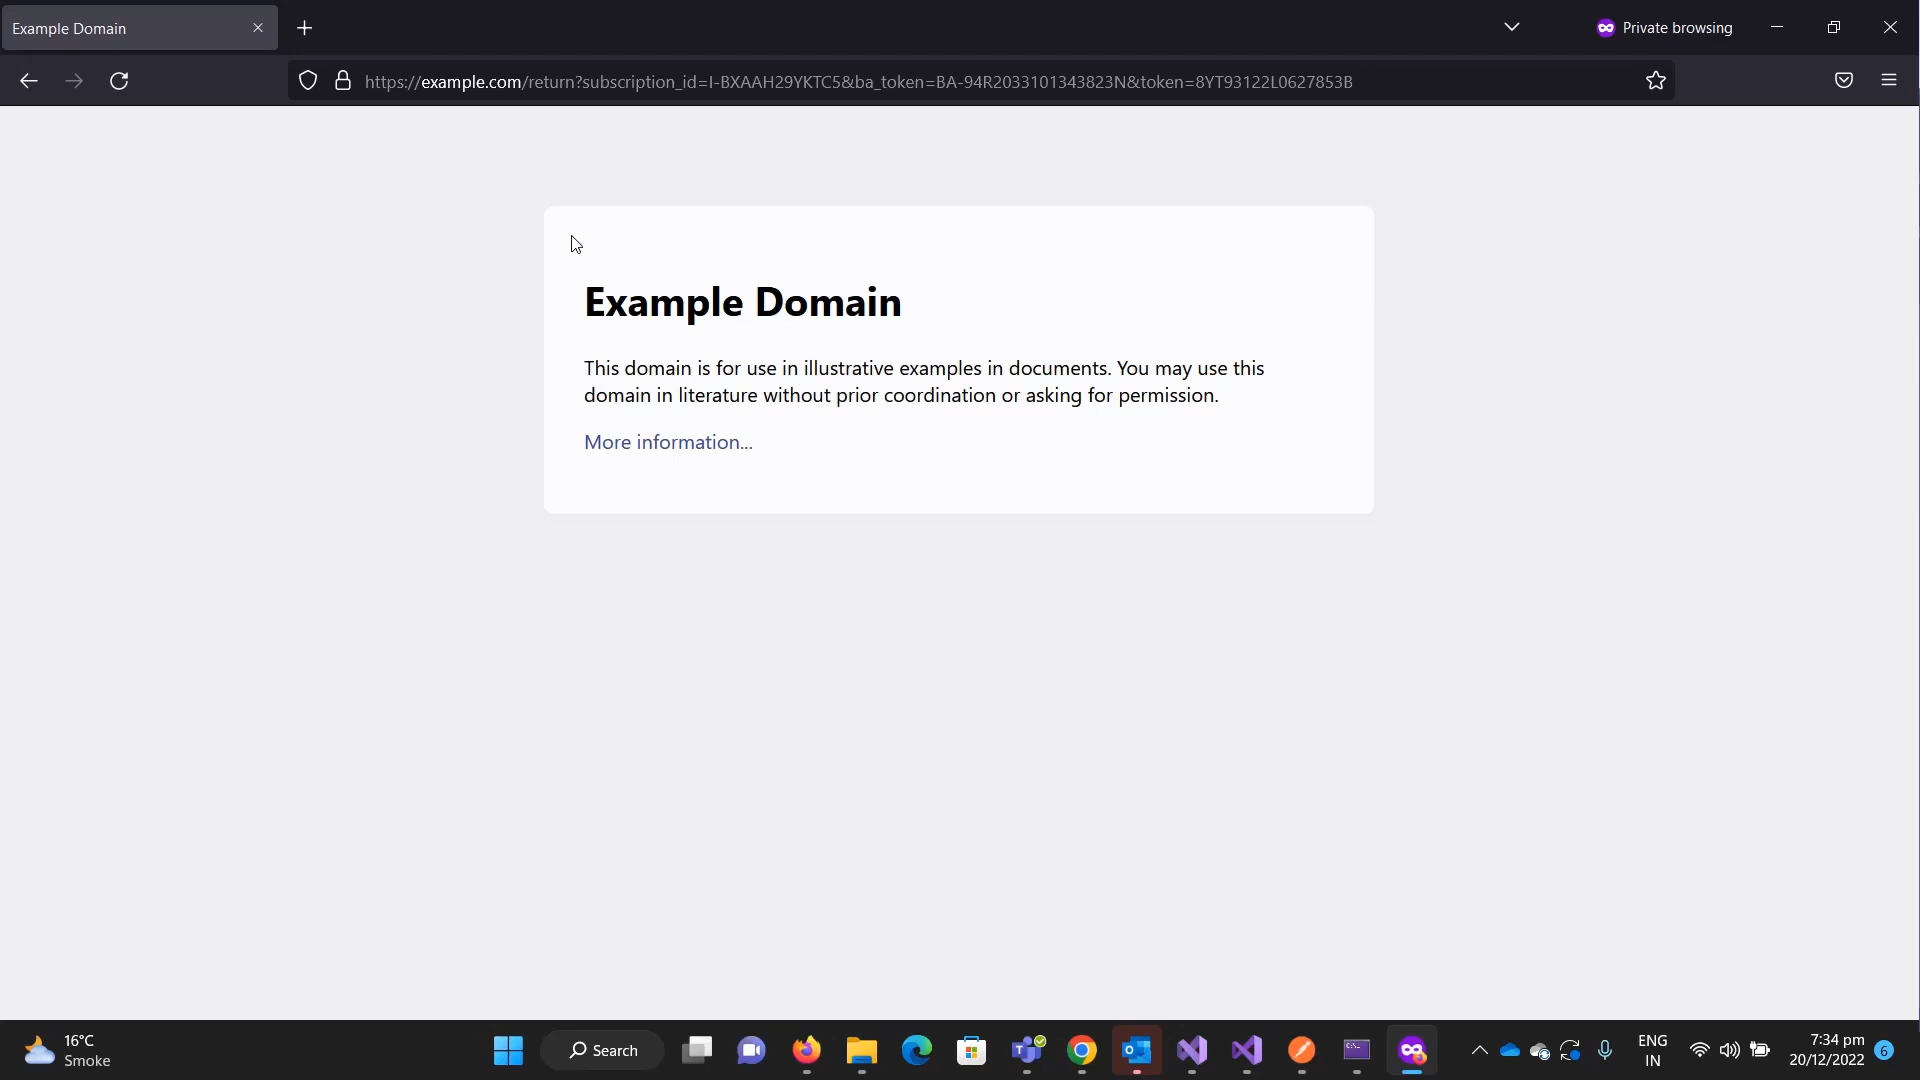 Example Domain
Private browsing
https://example.com/return?subscription_id=I-BXAAH29YKTC5&ba_token=BA-94R2033101343823N&token=8YT93122L0627853B
Example Domain
This domain is for use in illustrative examples in documents. You may use this
domain in literature without prior coordination or asking for permission.
More information...
16°C
Smoke
Search
ENG
IN
7:34 pm
20/12/2022
6